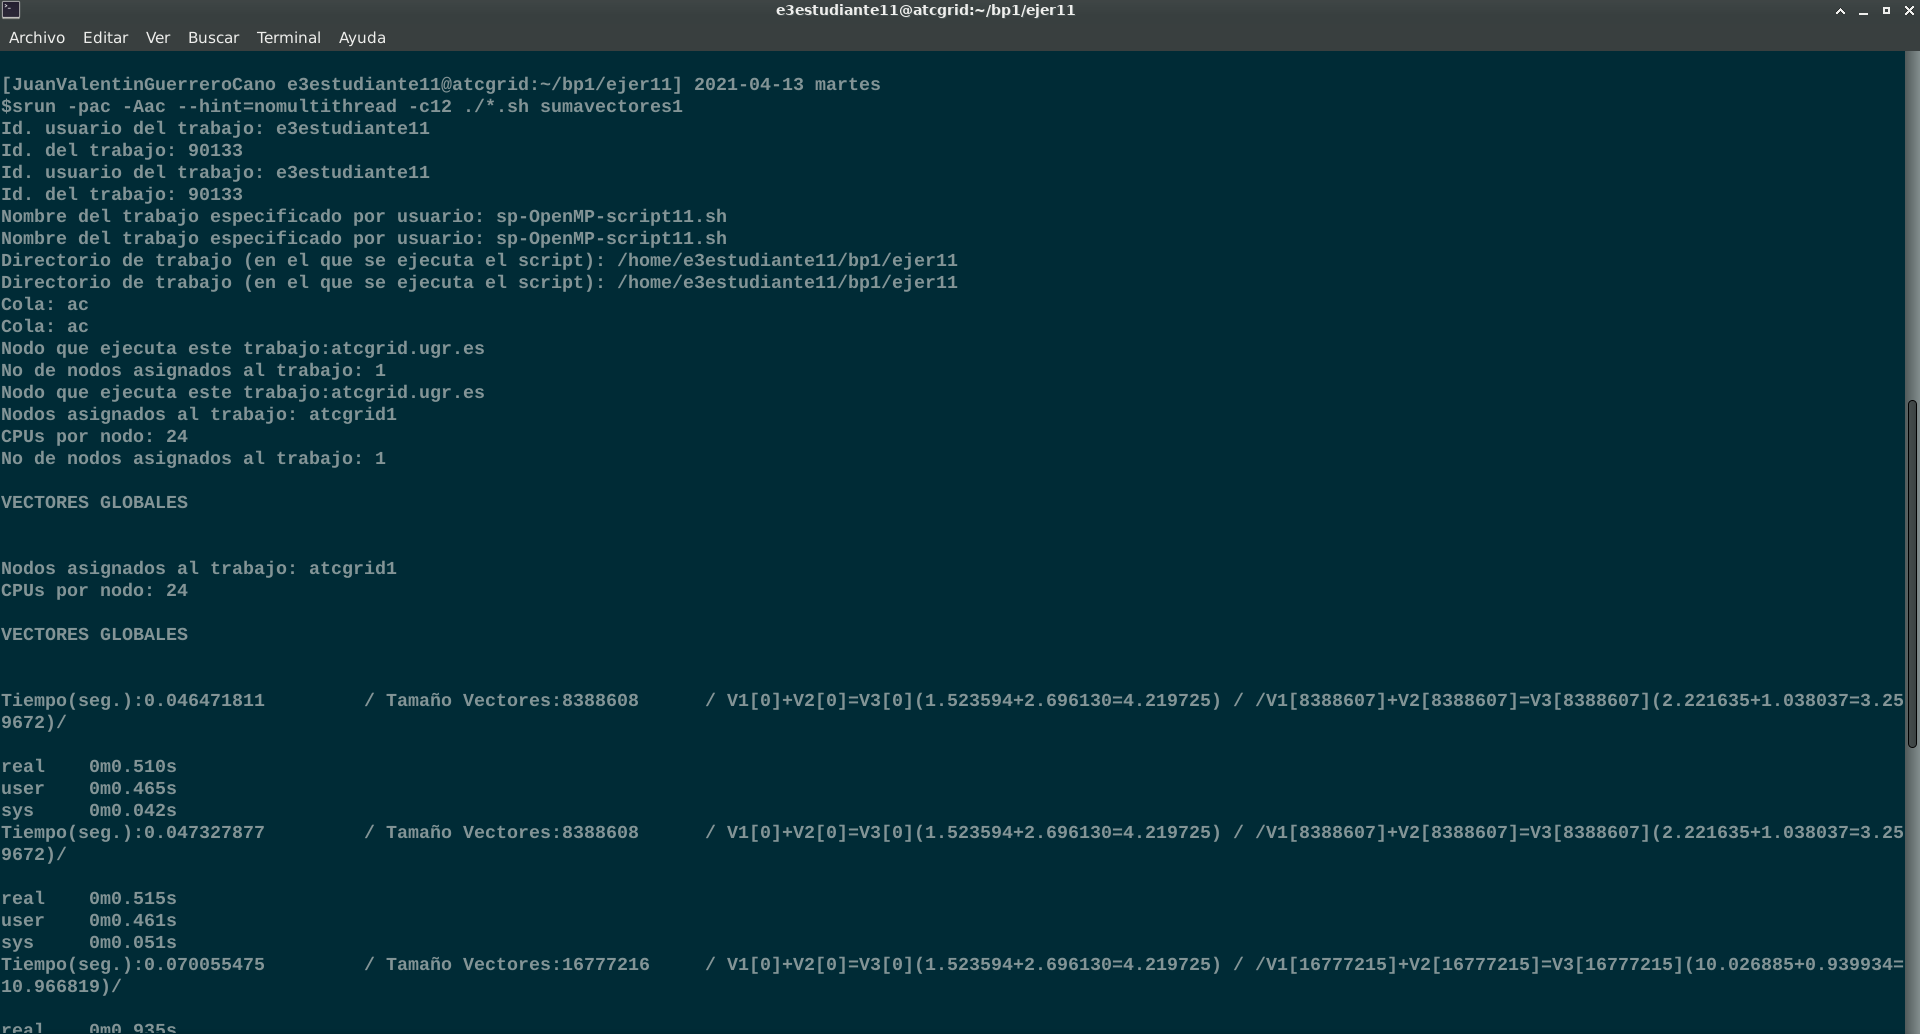 e3estudiante11@atcgrid:~/bp1/ejer11
Archivo Editar Ver Buscar Terminal Ayuda
[JuanValentinGuerreroCano e3estudiante11@atcgrid:~/bp1/ejer11] 2021-04-13 martes
$srun -pac -Aac --hint=nomultithread -c12 ./*.sh sumavectores1
Id. usuario del trabajo: e3estudiante11
Id. del trabajo: 90133
Id. usuario del trabajo: e3estudiante11
Id. del trabajo: 90133
Nombre del trabajo especificado por usuario: sp-OpenMP-script11.sh
Nombre del trabajo especificado por usuario: sp-OpenMP-script11.sh
Directorio de trabajo (en el que se ejecuta el script): /home/e3estudiante11/bp1/ejer11
Directorio de trabajo (en el que se ejecuta el script): /home/e3estudiante11/bp1/ejer11
Cola: ac
Cola: ac
Nodo que ejecuta este trabajo:atcgrid.ugr.es
No de nodos asignados al trabajo: 1
Nodo que ejecuta este trabajo:atcgrid.ugr.es
Nodos asignados al trabajo: atcgrid1
CPUs por nodo: 24
No de nodos asignados al trabajo: 1
VECTORES GLOBALES
Nodos asignados al trabajo: atcgrid1
CPUs por nodo: 24
VECTORES GLOBALES
Tiempo(seg.):0.046471811 / Tamaño Vectores:8388608 / V1[0]+V2[0]=V3[0](1.523594+2.696130=4.219725) / /V1[8388607]+V2[8388607]=V3[8388607](2.221635+1.038037=3.25
9672)/
real 0m0.510s
user 0m0.465s
sys 0m0.042s
Tiempo(seg.):0.047327877 / Tamaño Vectores:8388608 / V1[0]+V2[0]=V3[0](1.523594+2.696130=4.219725) / /V1[8388607]+V2[8388607]=V3[8388607](2.221635+1.038037=3.25
9672)/
real 0m0.515s
user 0m0.461s
sys 0m0.051s
Tiempo(seg.):0.070055475 / Tamaño Vectores:16777216 / V1[0]+V2[0]=V3[0](1.523594+2.696130=4.219725) / /V1[16777215]+V2[16777215]=V3[16777215](10.026885+0.939934=
10.966819)/
real 0m0.935s